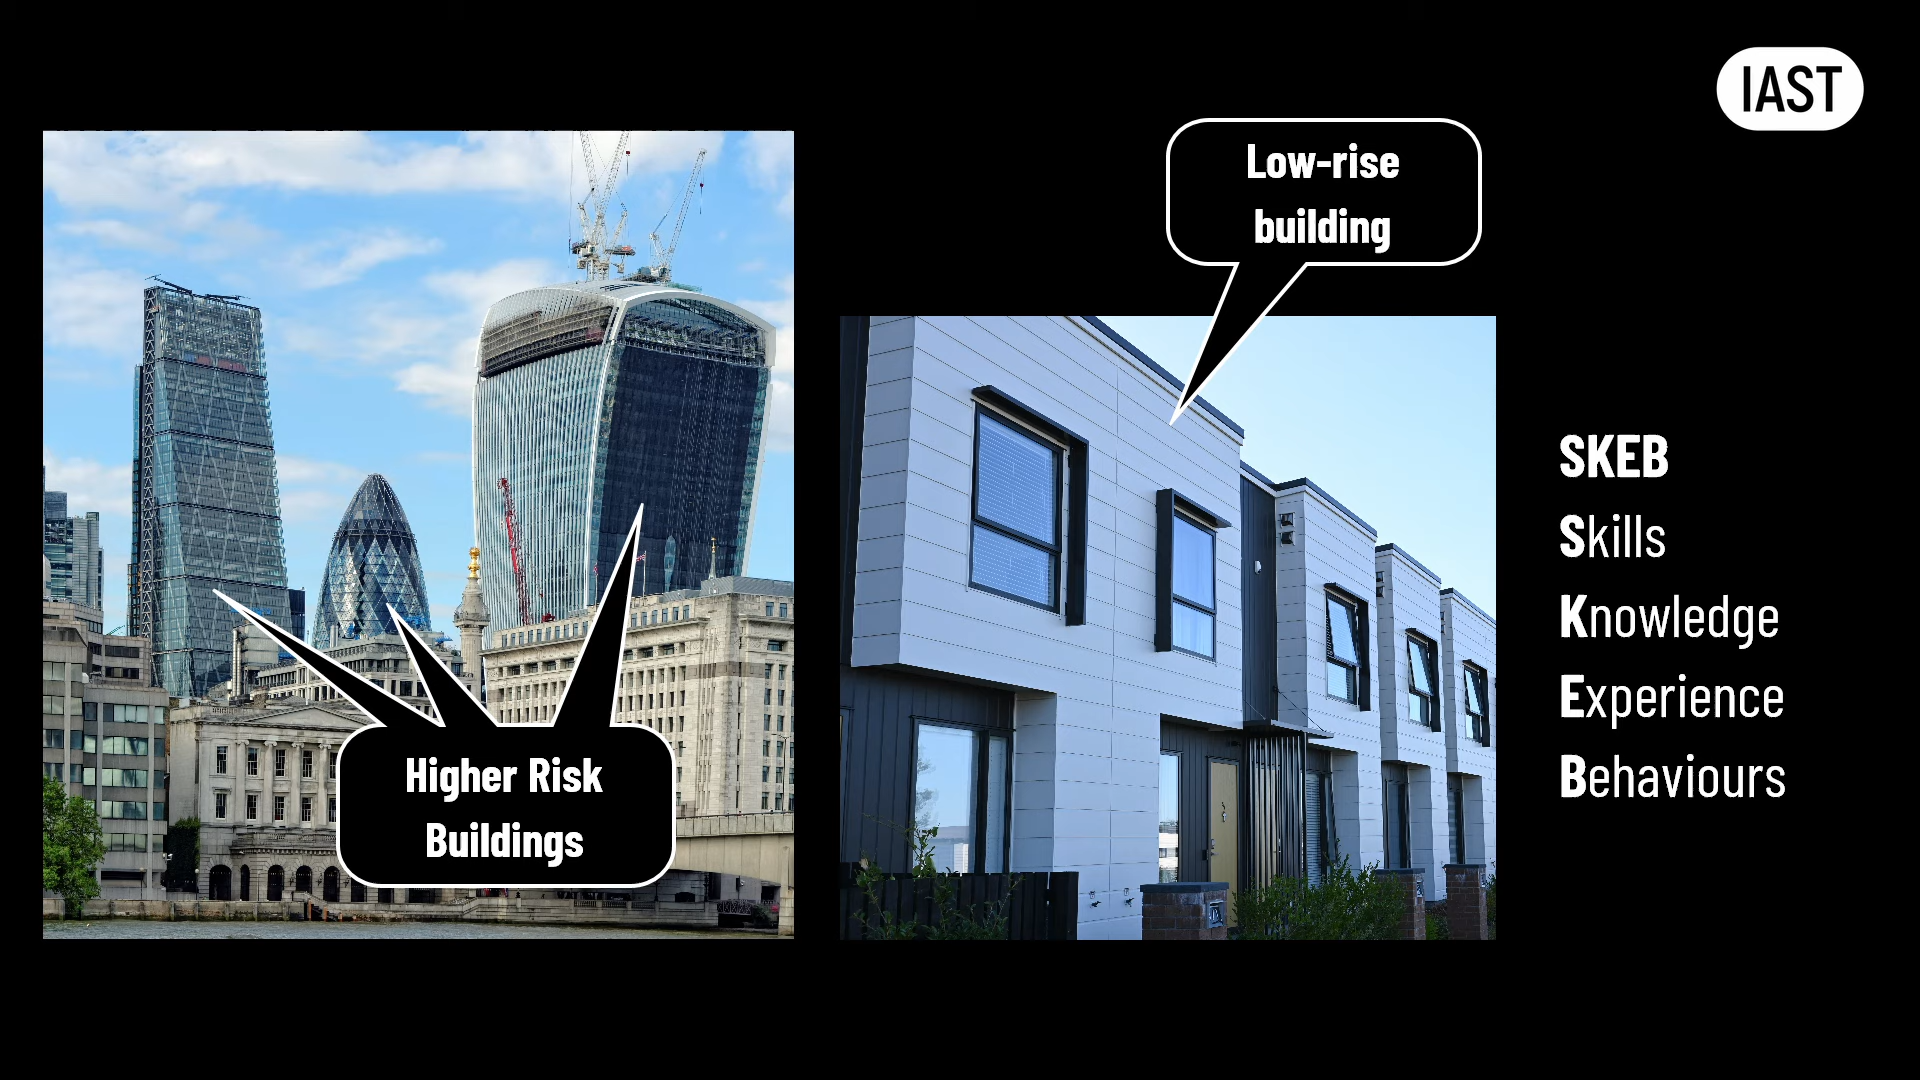 IAST
Low-rise
building
Higher Risk
Buildings
SKEB
Skills
Knowledge
Experience
Behaviours